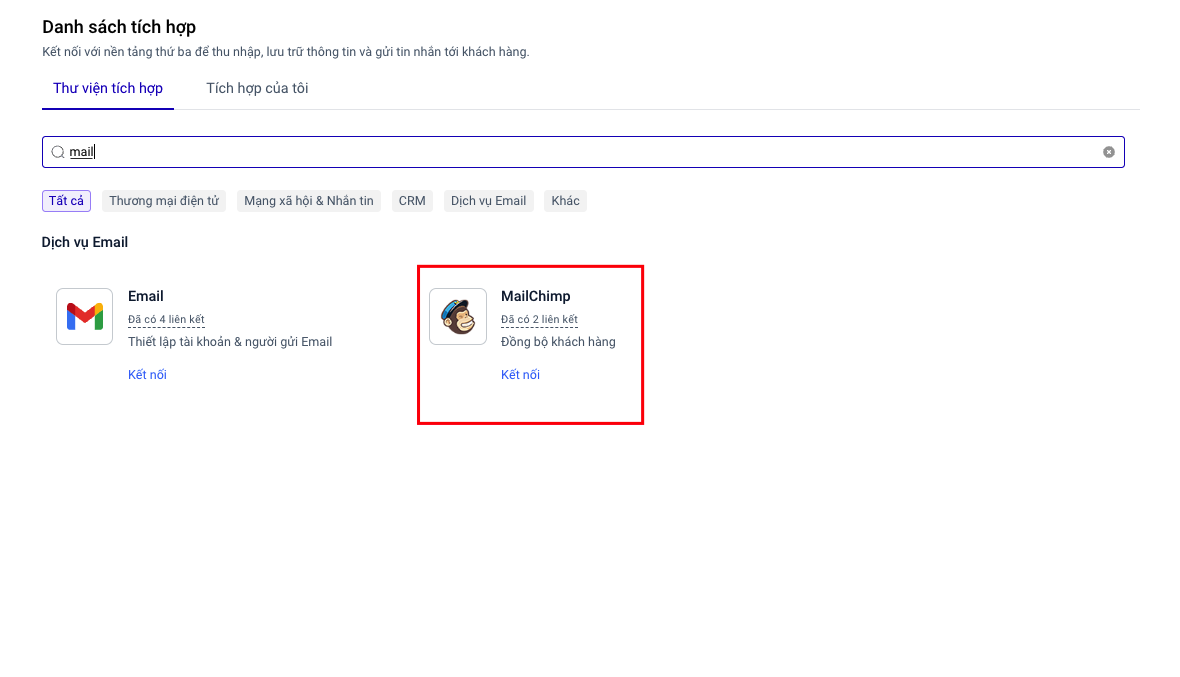 Danh sách tích hợp
Kết nối với nền tảng thứ ba để thu nhập, lưu trữ thông tin và gửi tin nhắn tới khách hàng.
Thư viện tích hợp
Tích hợp của tôi
mail
Tất cả
Thương mại điện tử
Mạng xã hội & Nhắn tin
CRM
Dịch vụ Email
Khác
Dịch vụ Email
Email
Đã có 4 liên kết
Thiết lập tài khoản & người gửi Email
Kết nối
MailChimp
Đã có 2 liên kết
Đồng bộ khách hàng
Kết nối